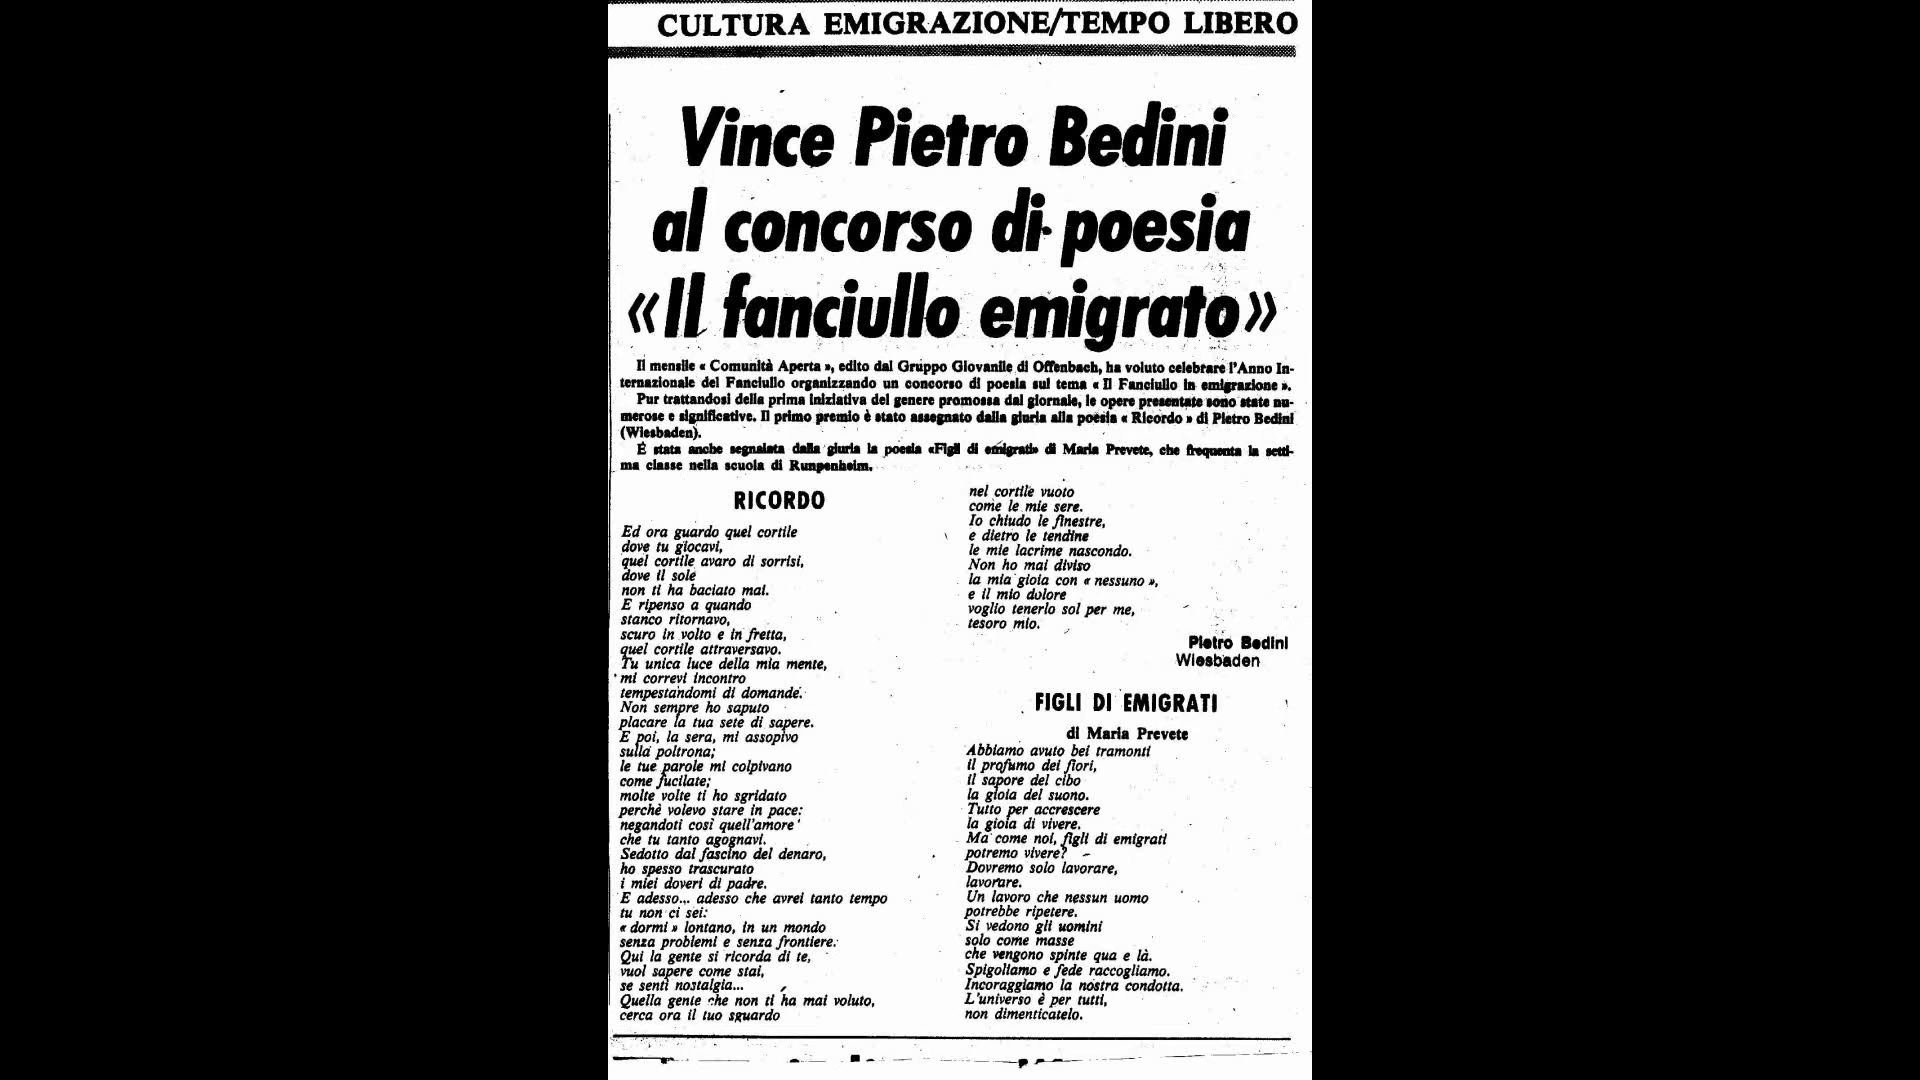 CULTURA EMIGRAZIONE/TEMPO LIBERO
Vince Pietro Bedini
al concorso di poesia
«Il fanciullo emigrato»
Il mensile « Comunità Aperta », edito dal Gruppo Giovanile di Offenbach, ha voluto celebrare l'Anno In-
ternazionale del Fanciullo organizzando un concorso di poesia sul tema « Il Fanciullo in emigrazione ».
Pur trattandosi della prima iniziativa del genere promossa dal giornale, le opere presentate sono state nu-
merose e significative. Il primo premio è stato assegnato dalla giuria alla poesia « Ricordo » di Pietro Bedini
(Wiesbaden).
È stata anche segnalata dalla giuria la poesia «Figli di emigrati» di Maria Prevete, che frequenta la setti-
ma classe nella scuola di Rumpenheim.
RICORDO
Ed ora guardo quel cortile
dove tu giocavi,
quel cortile avaro di sorrisi,
dove il sole
non ti ha baciato mai.
E ripenso a quando
stanco ritornavo,
scuro in volto e in fretta,
quel cortile attraversavo.
Tu unica luce della mia mente,
mi correvi incontro
tempestandomi di domande.
Non sempre ho saputo
placare la tua sete di sapere.
E poi, la sera, mi assopivo
sulla poltrona;
le tue parole mi colpivano
come fucilate;
molte volte ti ho sgridato
perchè volevo stare in pace:
negandoti così quell'amore
che tu tanto agognavi.
Sedotto dal fascino del denaro,
ho spesso trascurato
i miei doveri di padre.
E adesso... adesso che avrei tanto tempo
tu non ci sei:
« dormi » lontano, in un mondo
senza problemi e senza frontiere.
Qui la gente si ricorda di te,
vuol sapere come stai,
se senti nostalgia...
Quella gente che non ti ha mai voluto,
cerca ora il tuo sguardo
nel cortile vuoto
come le mie sere.
Io chiudo le finestre,
e dietro le tendine
le mie lacrime nascondo.
Non ho mai diviso
la mia gioia con « nessuno »,
e il mio dolore
voglio tenerlo sol per me,
tesoro mio.
Pietro Bedini
Wiesbaden
FIGLI DI EMIGRATI
di Maria Prevete
Abbiamo avuto bei tramonti
il profumo dei fiori,
il sapore del cibo
la gioia del suono.
Tutto per accrescere
la gioia di vivere.
Ma come noi, figli di emigrati
potremo vivere?
Dovremo solo lavorare,
lavorare.
Un lavoro che nessun uomo
potrebbe ripetere.
Si vedono gli uomini
solo come masse
che vengono spinte qua e là.
Spigoliamo e fede raccogliamo.
Incoraggiamo la nostra condotta.
L'universo è per tutti,
non dimenticatelo.